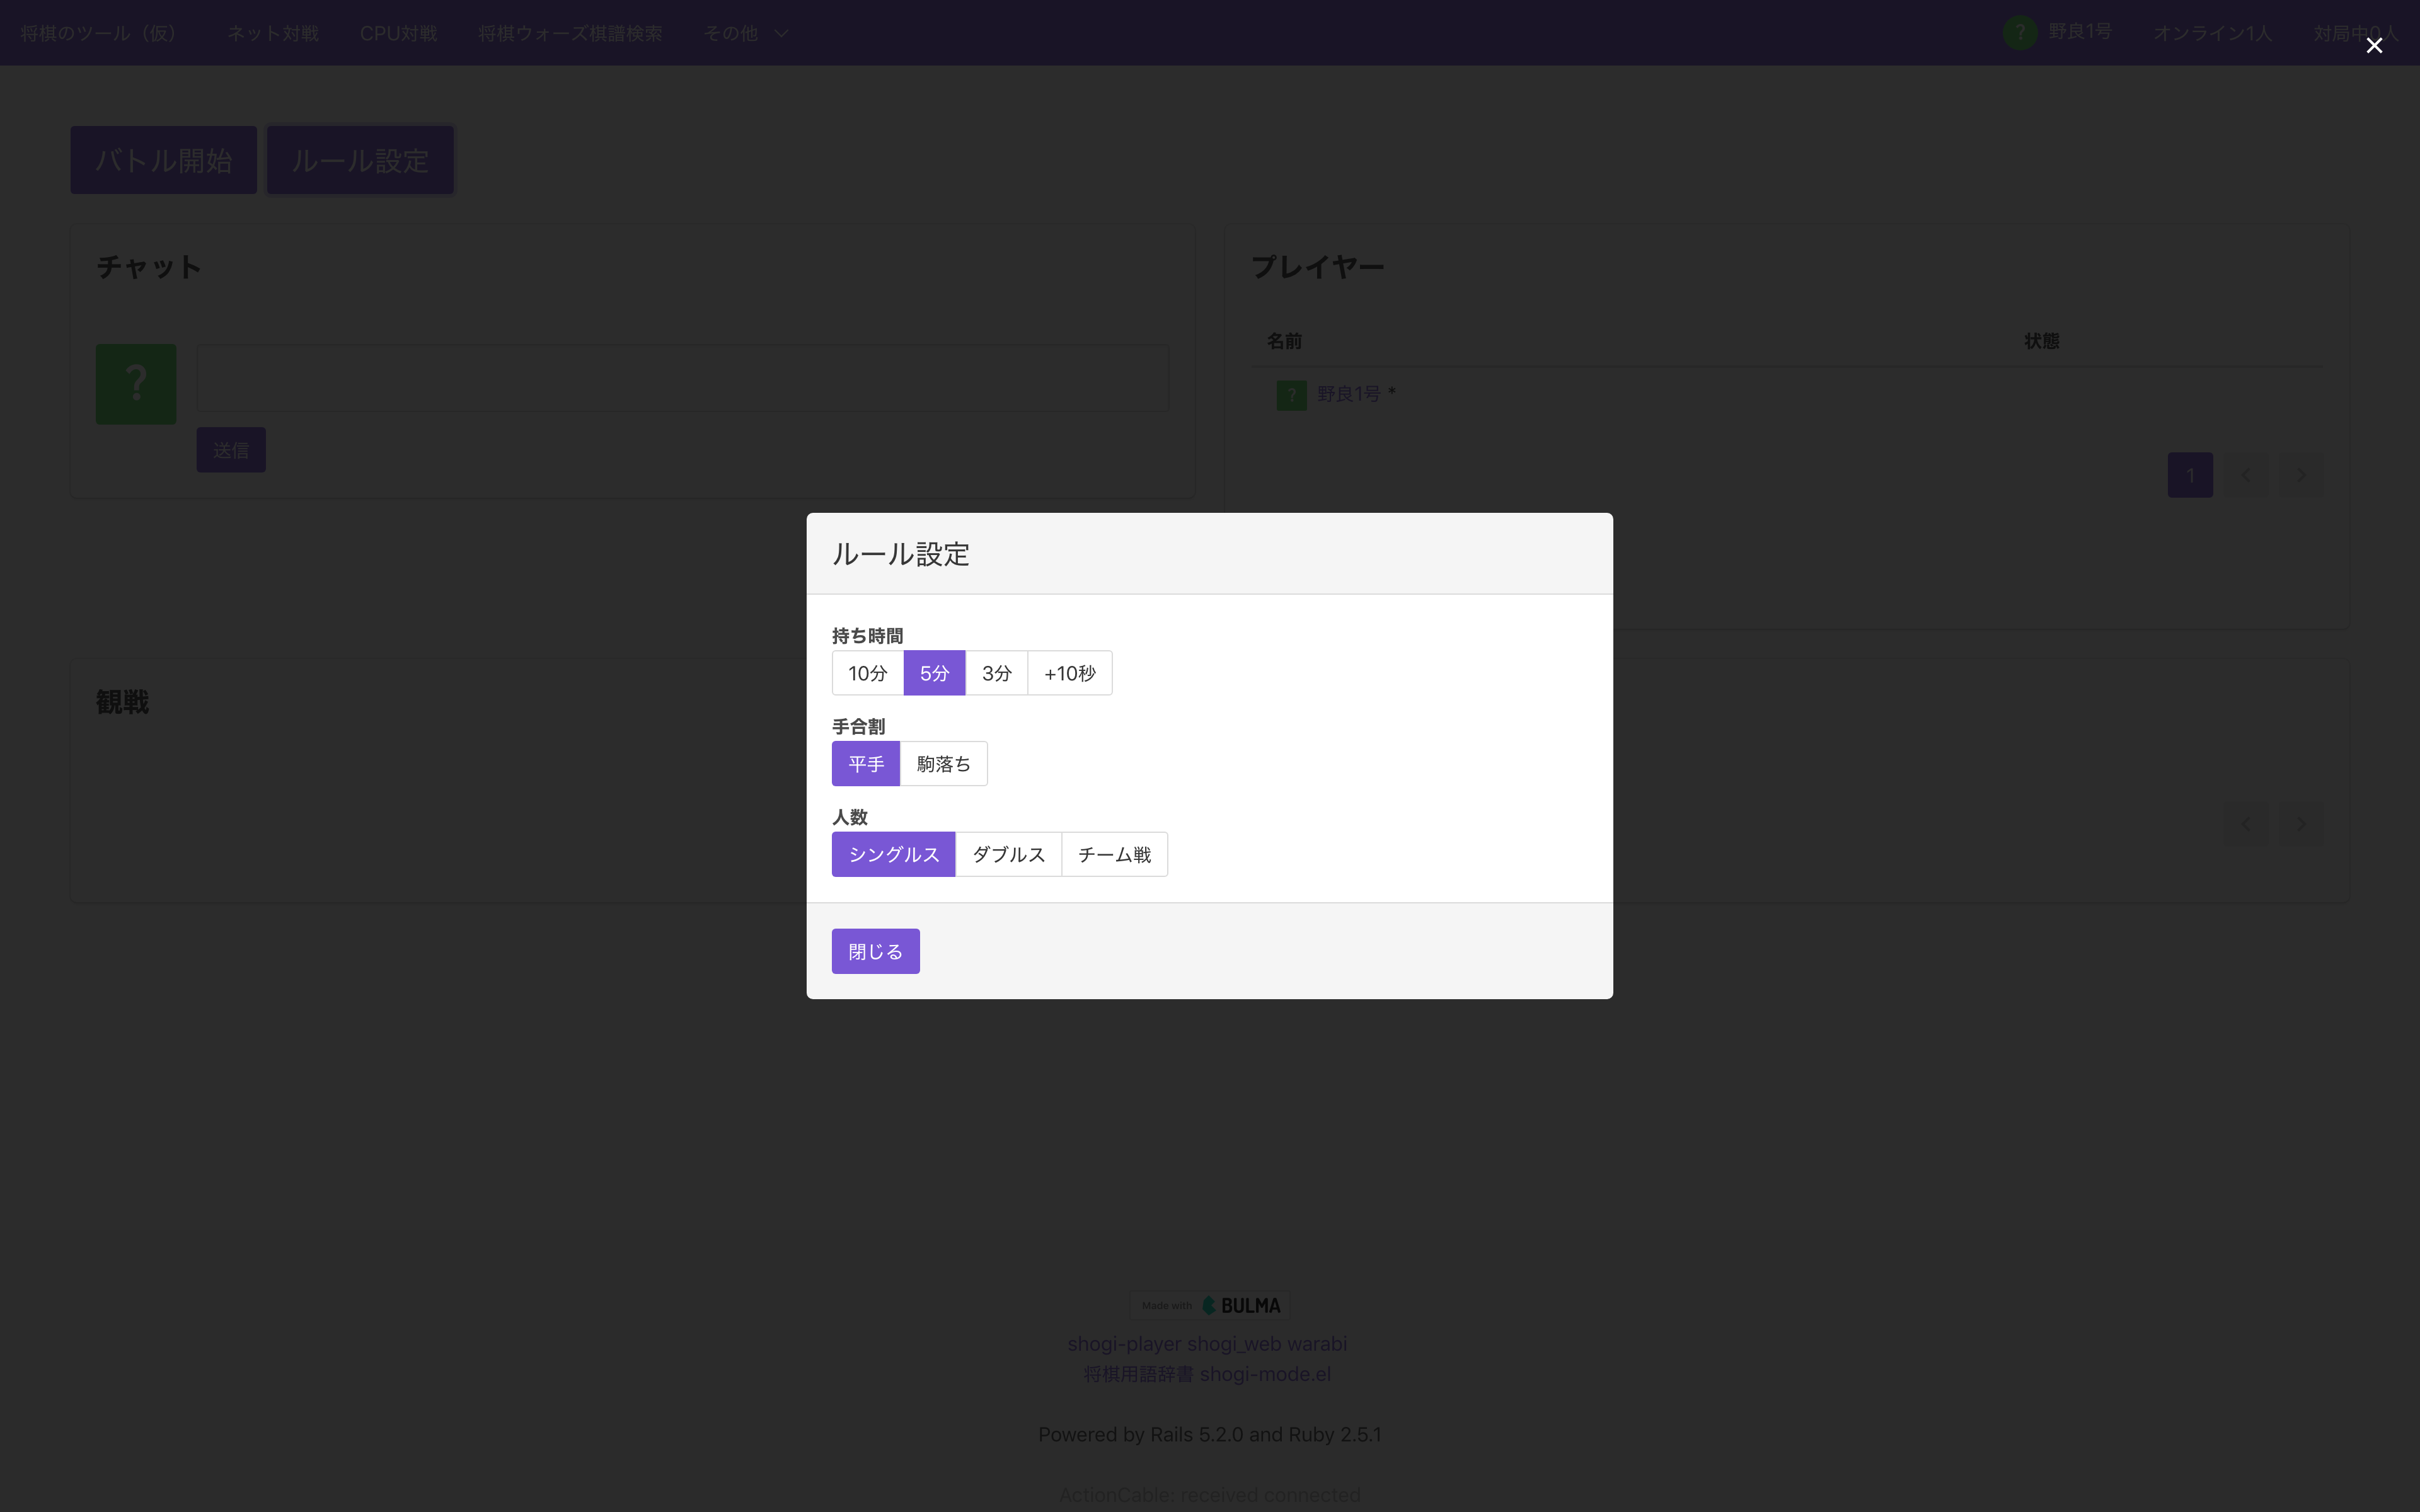 将棋のツール（仮） ネット対戦 CPU対戦 将棋ウォーズ棋譜検索 その他 ? 野良1号 オンライン1人 対局中0人
バトル開始 ルール設定
チャット
?
送信
プレイヤー
名前 状態
? 野良1号 *
1
ルール設定
持ち時間
10分 5分 3分 +10秒
手合割
平手 駒落ち
人数
シングルス ダブルス チーム戦
閉じる
観戦
Made with BULMA
shogi-player shogi_web warabi
将棋用語辞書 shogi-mode.el
Powered by Rails 5.2.0 and Ruby 2.5.1
ActionCable: received connected